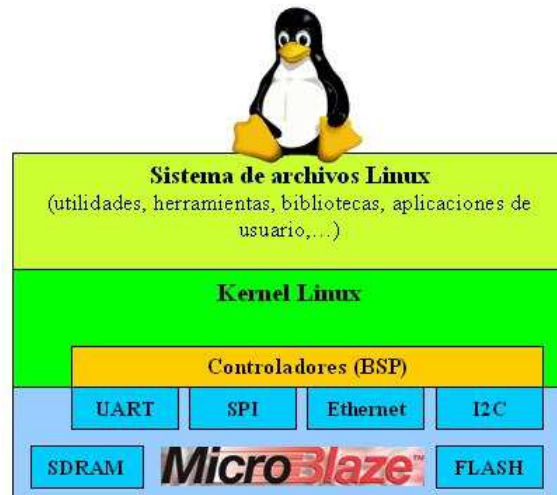 Sistema de archivos Linux
(utilidades, herramientas, bibliotecas, aplicaciones de
usuario,...)
Kernel Linux
Controladores (BSP)
UART
SPI
Ethernet
I2C
SDRAM
MicroBlaze™
FLASH